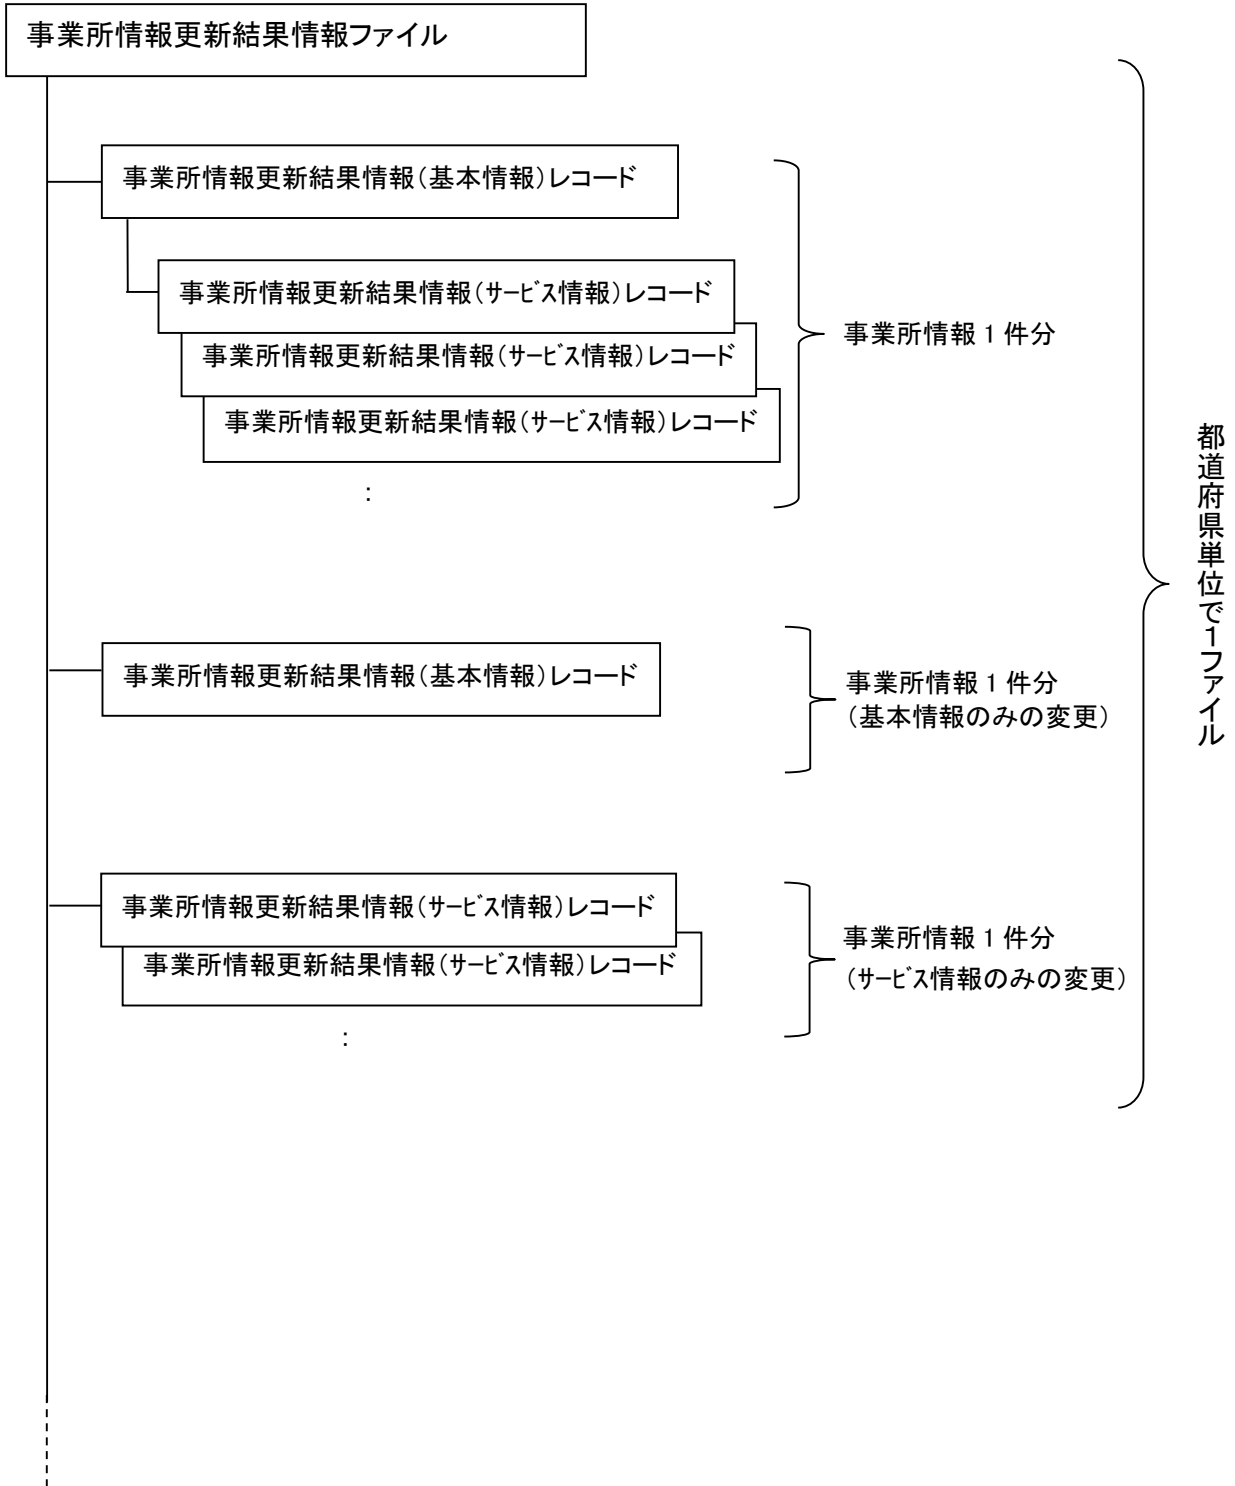 事業所情報更新結果情報ファイル
事業所情報更新結果情報（基本情報）レコード
事業所情報更新結果情報（ｻｰﾋﾞｽ情報）レコード
事業所情報更新結果情報（ｻｰﾋﾞｽ情報）レコード
事業所情報更新結果情報（ｻｰﾋﾞｽ情報）レコード
：
事業所情報 1 件分
事業所情報更新結果情報（基本情報）レコード
事業所情報 1 件分
（基本情報のみの変更）
事業所情報更新結果情報（ｻｰﾋﾞｽ情報）レコード
事業所情報更新結果情報（ｻｰﾋﾞｽ情報）レコード
：
事業所情報 1 件分
（ｻｰﾋﾞｽ情報のみの変更）
都道府県単位で1ファイル